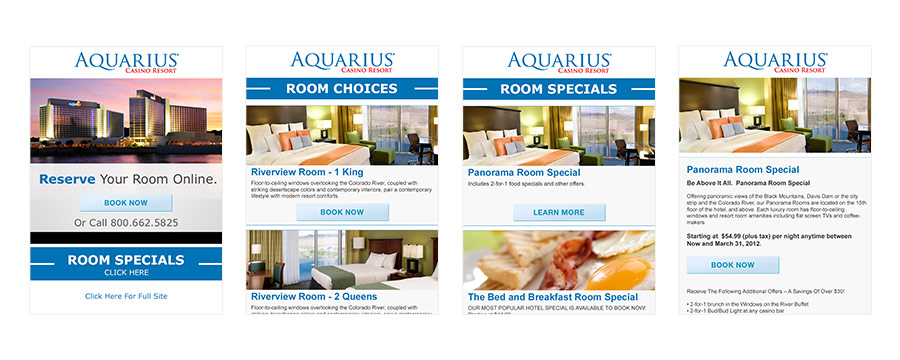 AQUARIUS
CASINO RESORT
Reserve Your Room Online.
BOOK NOW
Or Call 800.662.5825
ROOM SPECIALS
CLICK HERE
Click Here For Full Site
AQUARIUS
CASINO RESORT
ROOM CHOICES
Riverview Room - 1 King
Floor-to-ceiling windows overlooking the Colorado River, coupled with
striking desertscape colors and contemporary interiors, pair a contemporary
lifestyle with modern resort comforts.
BOOK NOW
Riverview Room - 2 Queens
Floor-to-ceiling windows overlooking the Colorado River, coupled with
AQUARIUS
CASINO RESORT
ROOM SPECIALS
Panorama Room Special
Includes 2-for-1 food specials and other offers.
LEARN MORE
The Bed and Breakfast Room Special
OUR MOST POPULAR HOTEL SPECIAL IS AVAILABLE TO BOOK NOW!
AQUARIUS
CASINO RESORT
Panorama Room Special
Be Above It All. Panorama Room Special
Offering panoramic views of the Black Mountains, Davis Dam or the city
strip and the Colorado River, our Panorama Rooms are located on the 15th
floor of the hotel, and above. Each luxury room has floor-to-ceiling
windows and resort room amenities including flat screen TVs and coffee-
makers.
Starting at $54.99 (plus tax) per night anytime between
Now and March 31, 2012.
BOOK NOW
Receive The Following Additional Offers – A Savings Of Over $30!
• 2-for-1 brunch in the Windows on the River Buffet
• 2-for-1 Bud/Bud Light at any casino bar